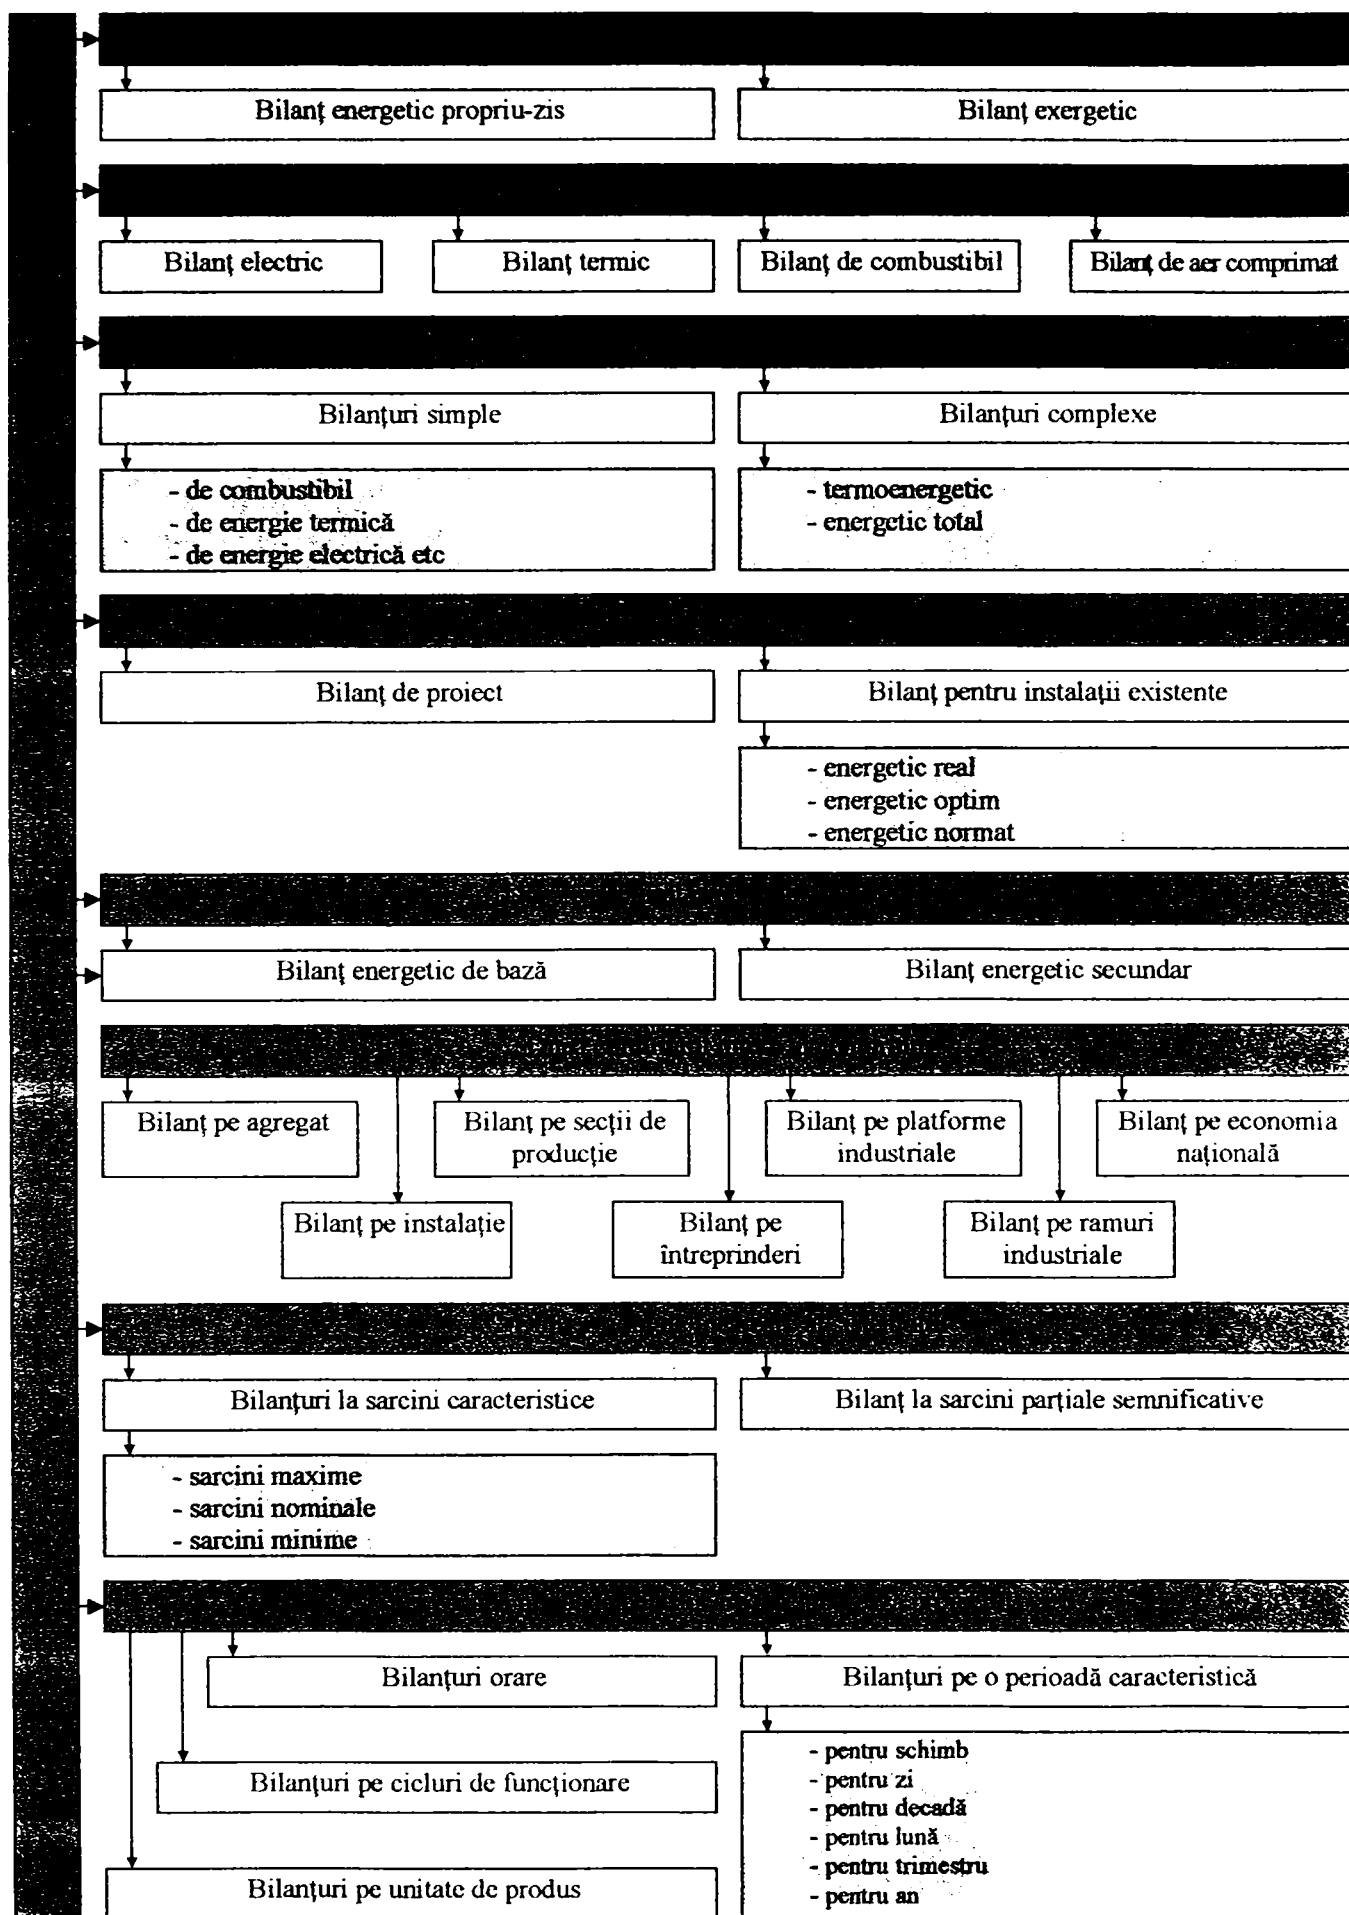 Bilanț energetic propriu-zis
Bilanț exergetic
Bilanț electric
Bilanț termic
Bilanț de combustibil
Bilanț de aer comprimat
Bilanțuri simple
Bilanțuri complexe
- de combustibil
- de energie termică
- de energie electrică etc
- termoenergetic
- energetic total
Bilanț de proiect
Bilanț pentru instalații existente
- energetic real
- energetic optim
- energetic normat
Bilanț energetic de bază
Bilanț energetic secundar
Bilanț pe agregat
Bilanț pe secții de
producție
Bilanț pe platforme
industriale
Bilanț pe economia
națională
Bilanț pe instalație
Bilanț pe
întreprinderi
Bilanț pe ramuri
industriale
Bilanțuri la sarcini caracteristice
Bilanț la sarcini parțiale semnificative
- sarcini maxime
- sarcini nominale
- sarcini minime
Bilanțuri orare
Bilanțuri pe o perioadă caracteristică
Bilanțuri pe cicluri de funcționare
Bilanțuri pe unitate de produs
- pentru schimb
- pentru zi
- pentru decadă
- pentru lună
- pentru trimestru
- pentru an